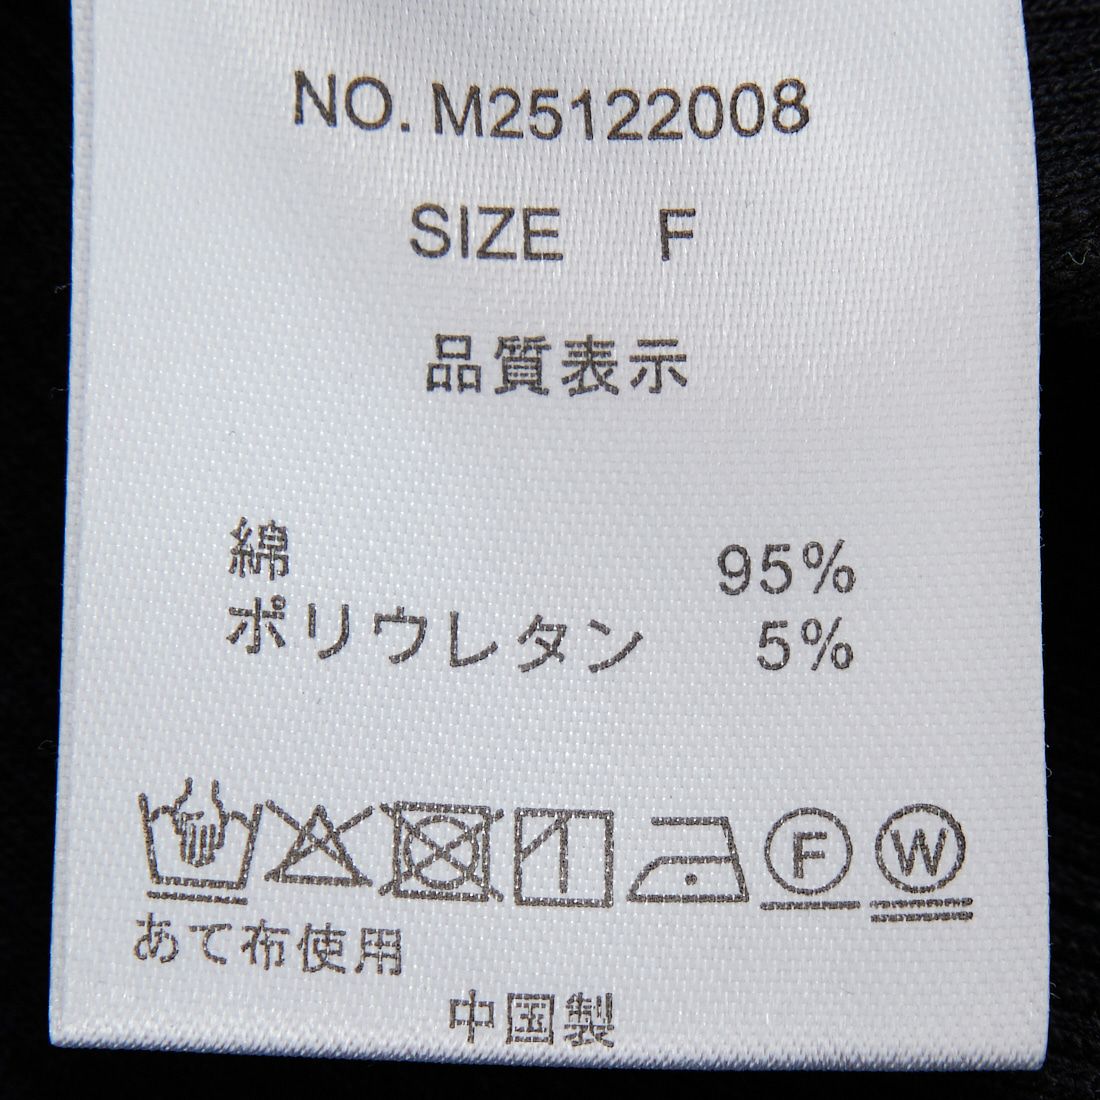 NO. M25122008
SIZE F
品質表示
綿 95%
ポリウレタン 5%
F W
あて布使用
中国製